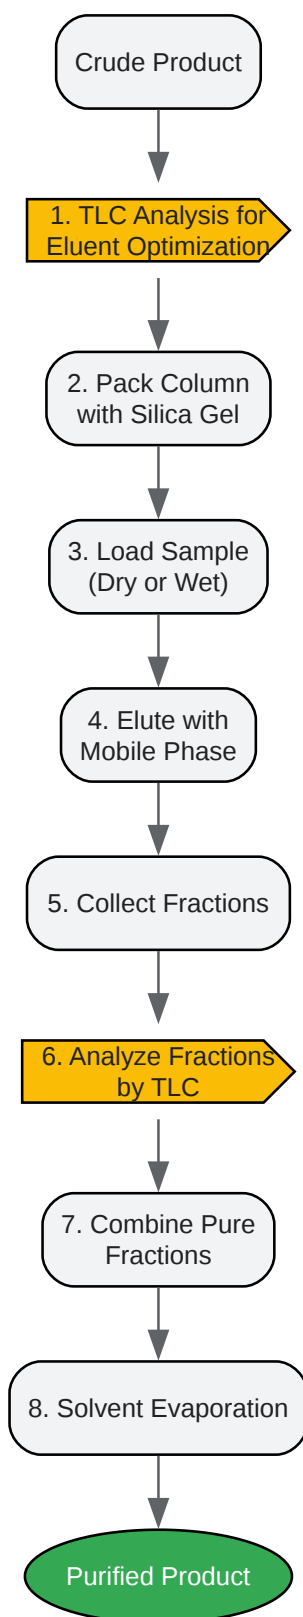 Crude Product
1. TLC Analysis for
Eluent Optimization
2. Pack Column
with Silica Gel
3. Load Sample
(Dry or Wet)
4. Elute with
Mobile Phase
5. Collect Fractions
6. Analyze Fractions
by TLC
7. Combine Pure
Fractions
8. Solvent Evaporation
Purified Product